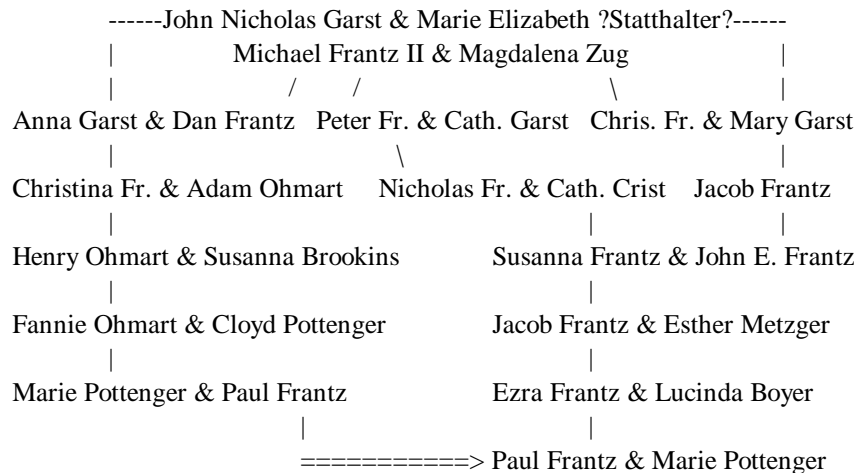 ------John Nicholas Garst & Marie Elizabeth ?Statthalter?------
| Michael Frantz II & Magdalena Zug |
| / / \ |
Anna Garst & Dan Frantz Peter Fr. & Cath. Garst Chris. Fr. & Mary Garst
| \ |
Christina Fr. & Adam Ohmart Nicholas Fr. & Cath. Crist Jacob Frantz
| | |
Henry Ohmart & Susanna Brookins Susanna Frantz & John E. Frantz
| |
Fannie Ohmart & Cloyd Pottenger Jacob Frantz & Esther Metzger
| |
Marie Pottenger & Paul Frantz Ezra Frantz & Lucinda Boyer
| |
===========> Paul Frantz & Marie Pottenger